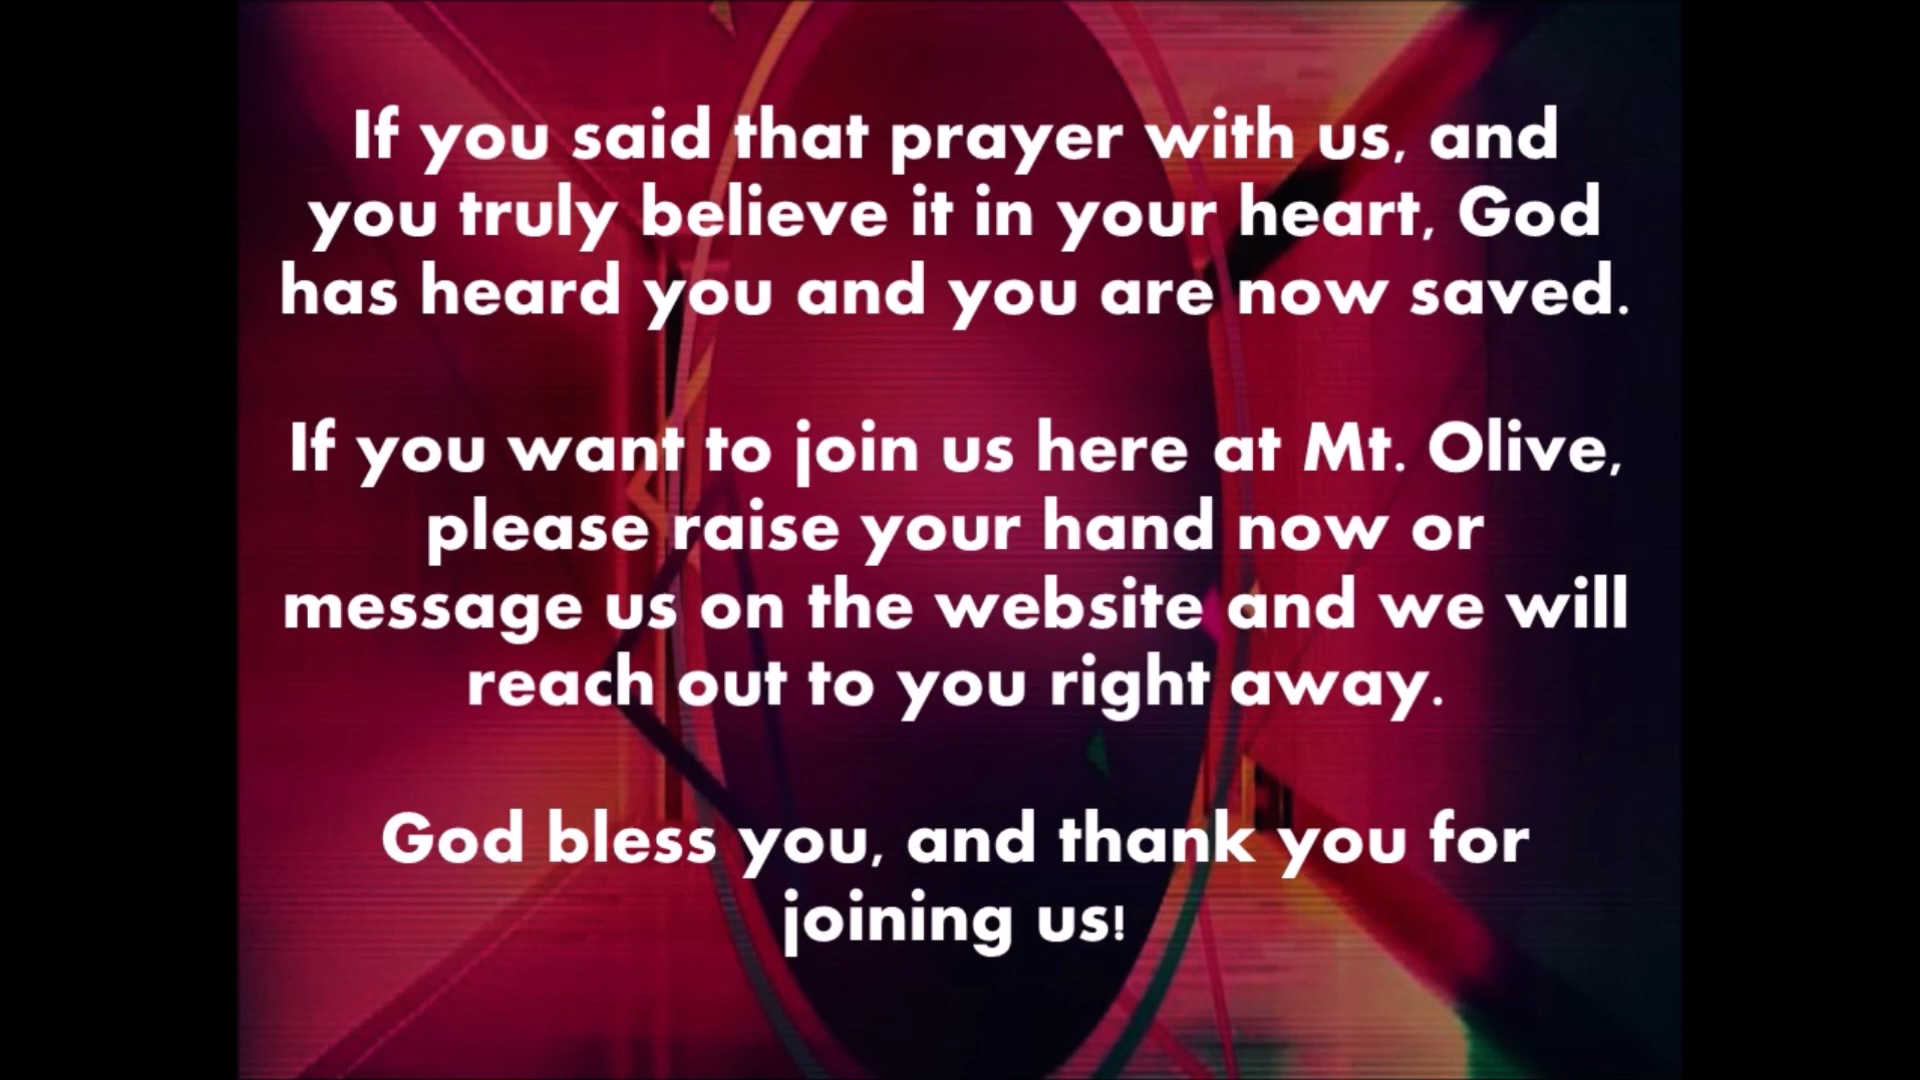 If you said that prayer with us, and
you truly believe it in your heart, God
has heard you and you are now saved.
If you want to join us here at Mt. Olive,
please raise your hand now or
message us on the website and we will
reach out to you right away.
God bless you, and thank you for
joining us!